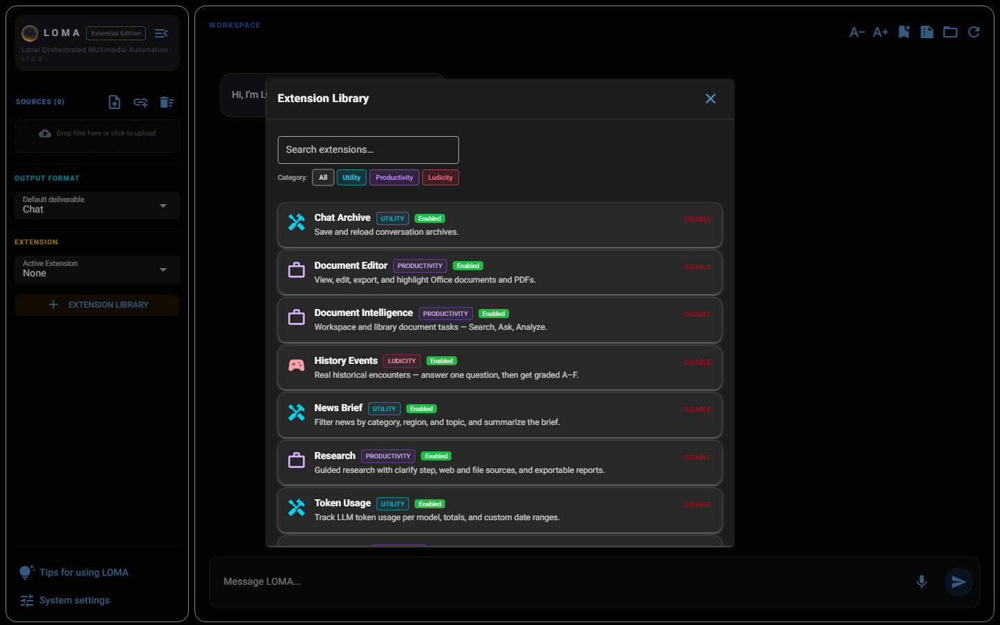 LOMA Extended Edition
Local Orchestrated Multimodal Automation
v1.0.0
SOURCES (0)
Drop files here or click to upload
OUTPUT FORMAT
Default deliverable
Chat
EXTENSION
Active Extension
None
EXTENSION LIBRARY
Tips for using LOMA
System settings
WORKSPACE
A- A+
Hi, I'm L
Extension Library
Search extensions...
Category: All Utility Productivity Ludicity
Chat Archive UTILITY Enabled DISABLE
Save and reload conversation archives.
Document Editor PRODUCTIVITY Enabled DISABLE
View, edit, export, and highlight Office documents and PDFs.
Document Intelligence PRODUCTIVITY Enabled DISABLE
Workspace and library document tasks — Search, Ask, Analyze.
History Events LUDICITY Enabled DISABLE
Real historical encounters — answer one question, then get graded A–F.
News Brief UTILITY Enabled DISABLE
Filter news by category, region, and topic, and summarize the brief.
Research PRODUCTIVITY Enabled DISABLE
Guided research with clarify step, web and file sources, and exportable reports.
Token Usage UTILITY Enabled DISABLE
Track LLM token usage per model, totals, and custom date ranges.
Message LOMA...